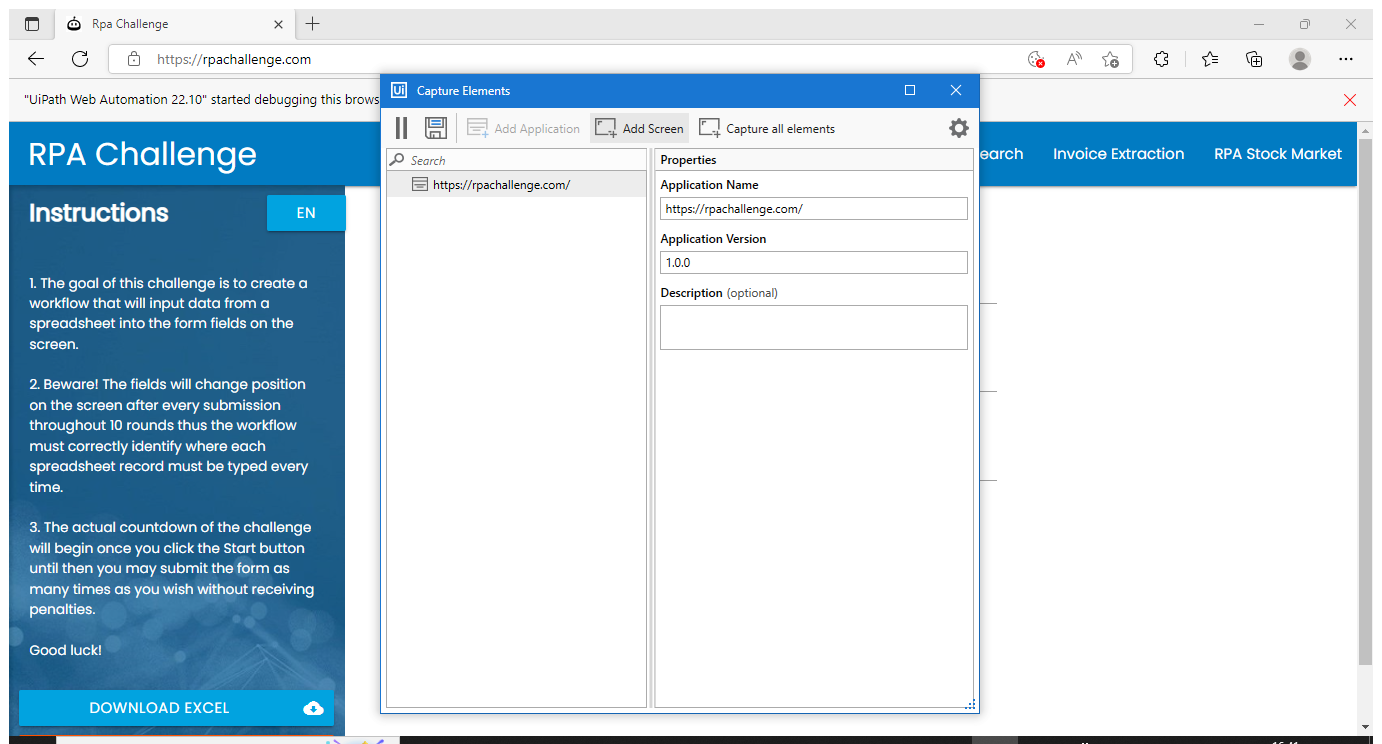 Rpa Challenge
https://rpachallenge.com
"UiPath Web Automation 22.10" started debugging this brows
Ui Capture Elements
Add Application
Add Screen
Capture all elements
RPA Challenge
earch
Invoice Extraction
RPA Stock Market
Search
https://rpachallenge.com/
Properties
Application Name
https://rpachallenge.com/
Application Version
1.0.0
Description (optional)
Instructions
EN
1. The goal of this challenge is to create a
workflow that will input data from a
spreadsheet into the form fields on the
screen.
2. Beware! The fields will change position
on the screen after every submission
throughout 10 rounds thus the workflow
must correctly identify where each
spreadsheet record must be typed every
time.
3. The actual countdown of the challenge
will begin once you click the Start button
until then you may submit the form as
many times as you wish without receiving
penalties.
Good luck!
DOWNLOAD EXCEL